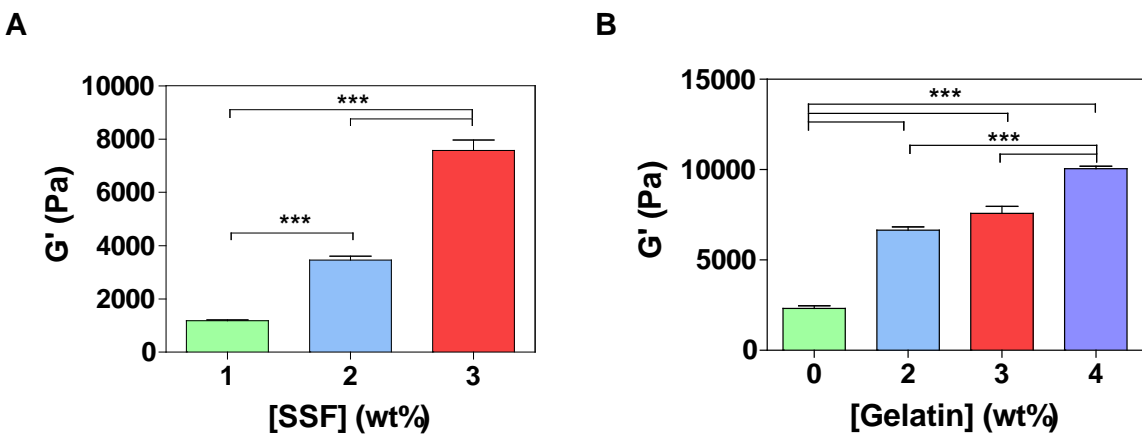 A
G' (Pa)
10000
8000
6000
4000
2000
0
***
***
1 2 3
[SSF] (wt%)
B
G' (Pa)
15000
10000
5000
0
***
***
0 2 3 4
[Gelatin] (wt%)